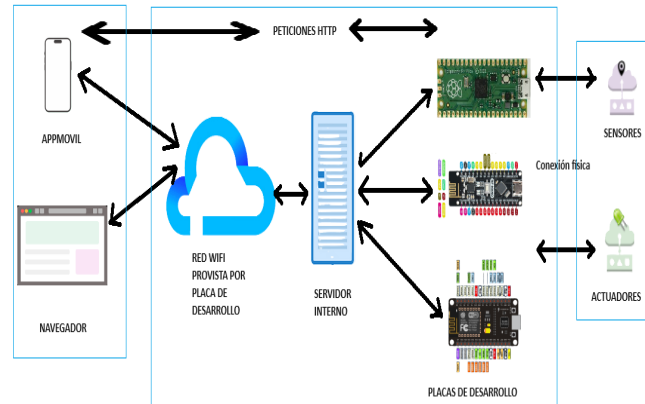 PETICIONES HTTP
APPMOVIL
NAVEGADOR
RED WIFI
PROVISTA POR
PLACA DE
DESARROLLO
SERVIDOR
INTERNO
Conexión física
PLACAS DE DESARROLLO
SENSORES
ACTUADORES